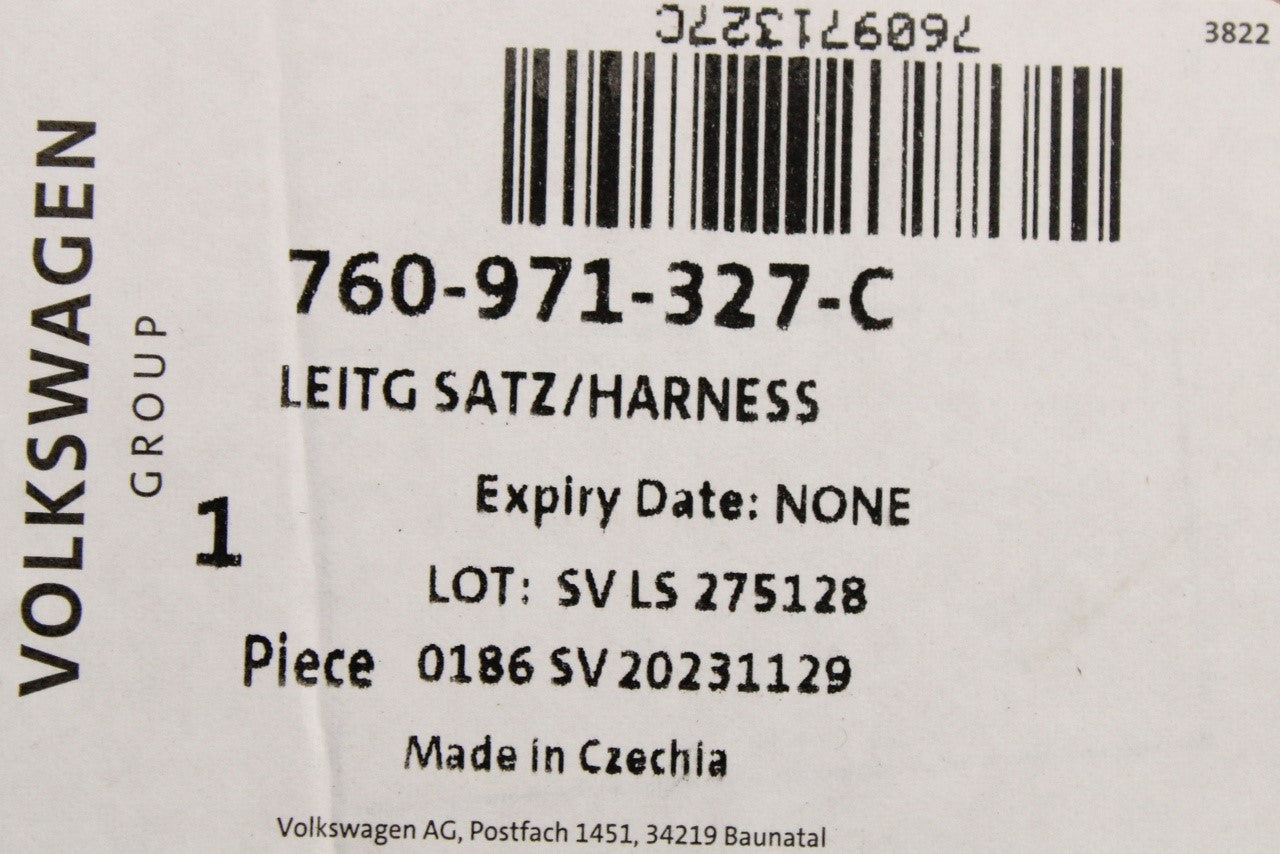 760971327C
3822
760-971-327-C
LEITG SATZ/HARNESS
Expiry Date: NONE
1
LOT: SV LS 275128
Piece 0186 SV 20231129
Made in Czechia
Volkswagen AG, Postfach 1451, 34219 Baunatal
VOLKSWAGEN
GROUP